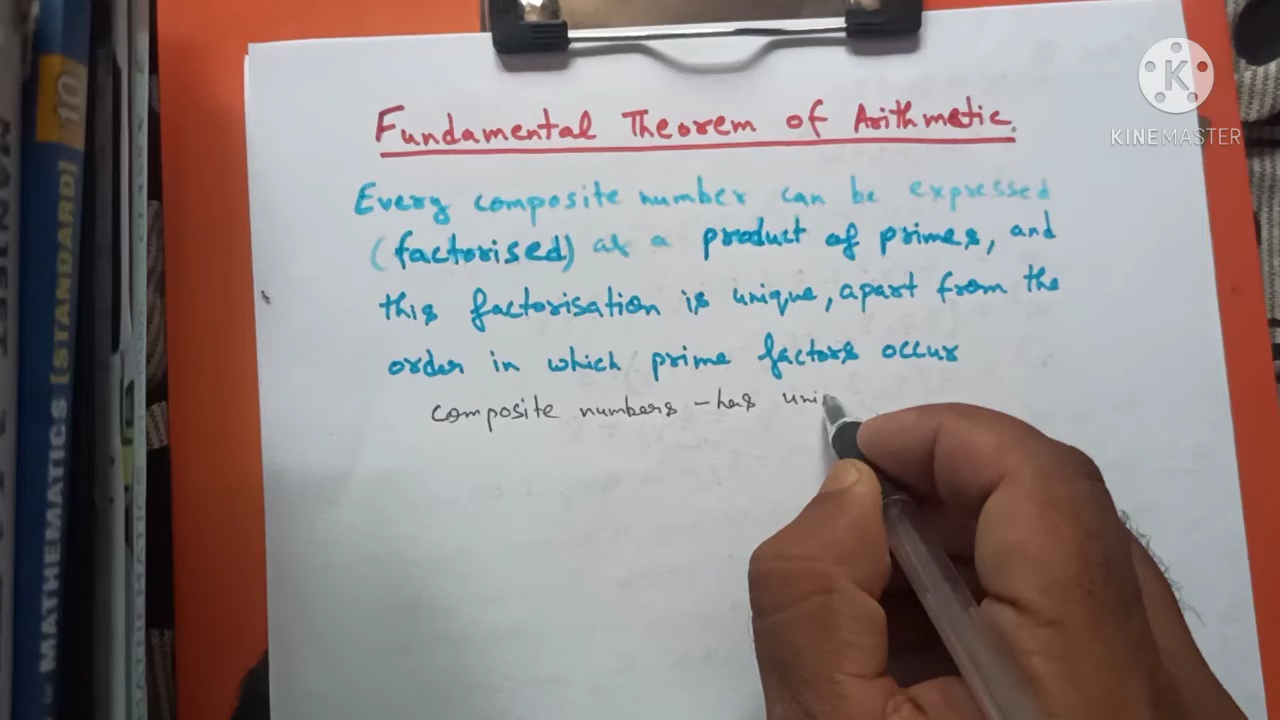 Fundamental Theorem of Arithmetic.
Every composite number can be expressed
(factorised) as a product of primes, and
this factorisation is unique, apart from the
order in which prime factors occur
composite numbers - has uni
KINEMASTER
MATHEMATICS [STANDARD] 10